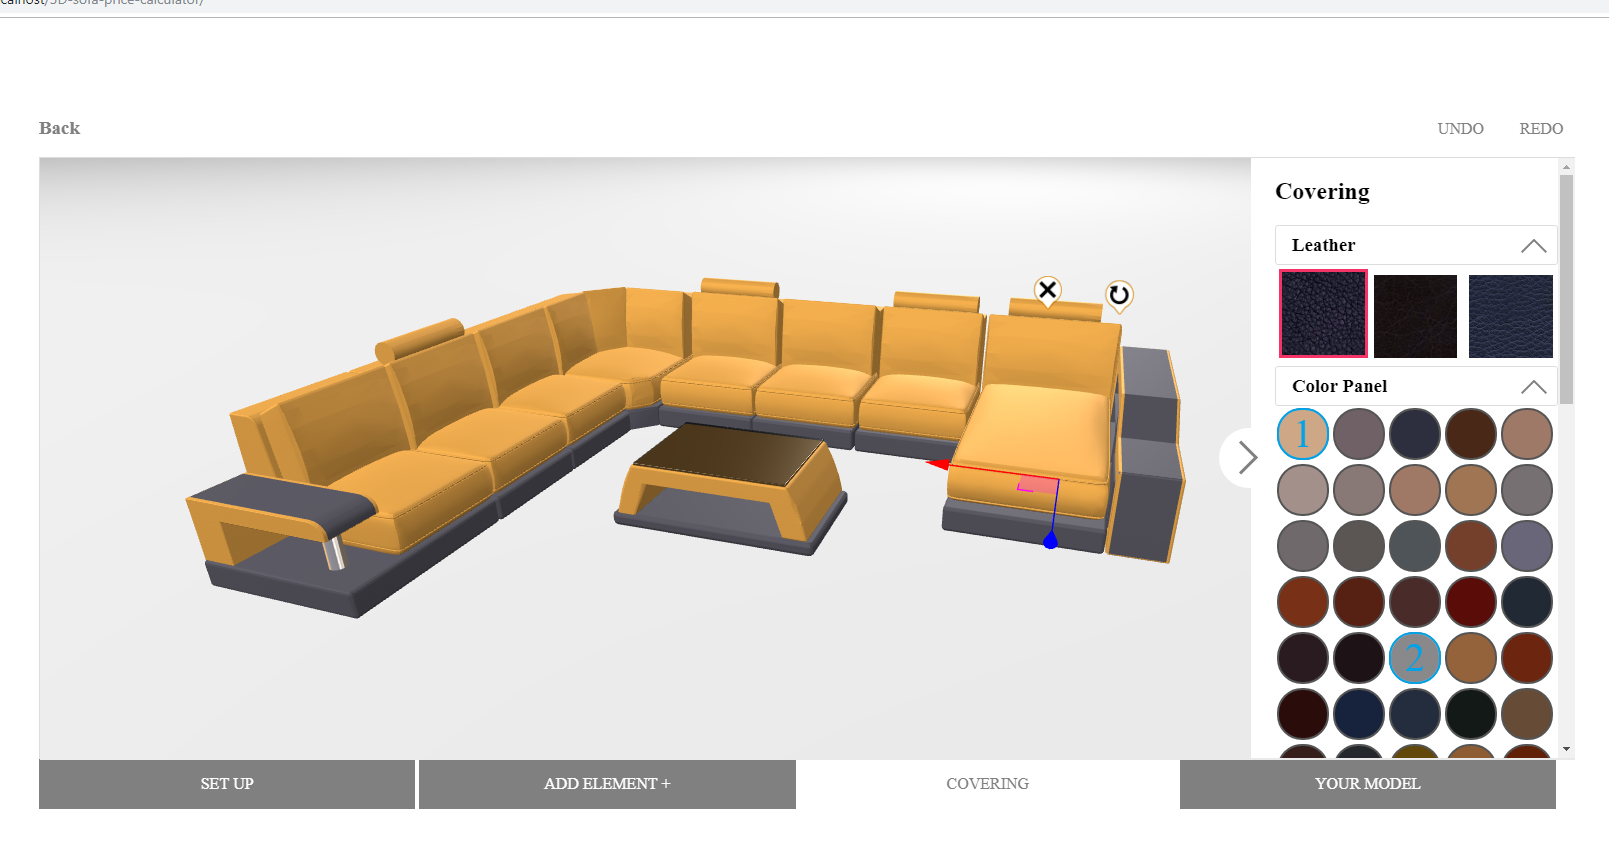 calhost/3D-sofa-price-calculator/
Back
UNDO
REDO
Covering
Leather
Color Panel
1
2
SET UP
ADD ELEMENT +
COVERING
YOUR MODEL